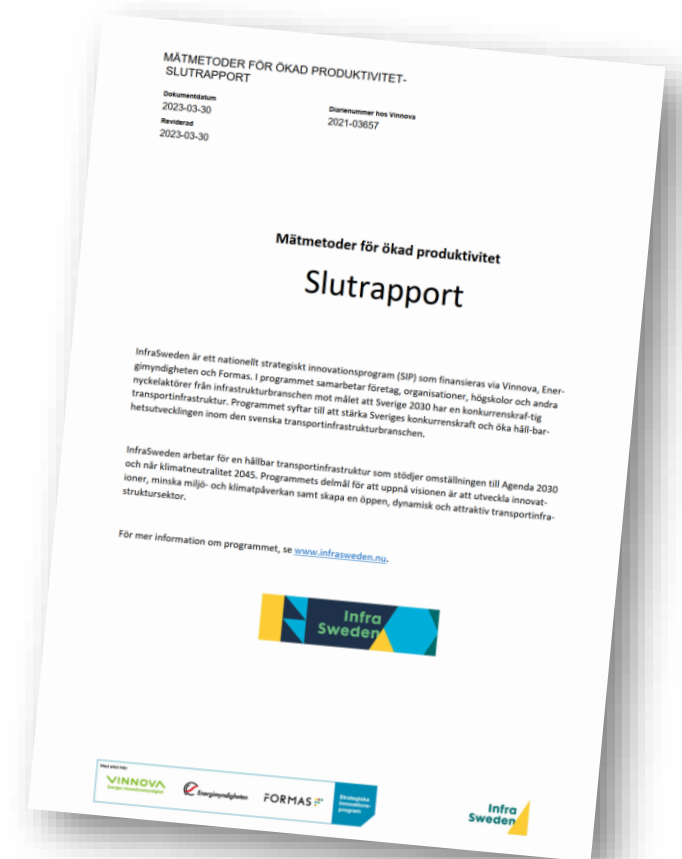 MÄTMETODER FÖR ÖKAD PRODUKTIVITET-
SLUTRAPPORT
Dokumentdatum
2023-03-30
Diarienummer hos Vinnova
2021-03657
Reviderad
2023-03-30
Mätmetoder för ökad produktivitet
Slutrapport
InfraSweden är ett nationellt strategiskt innovationsprogram (SIP) som finansieras via Vinnova, Ener-
gimyndigheten och Formas. I programmet samarbetar företag, organisationer, högskolor och andra
nyckelaktörer från infrastrukturbranschen mot målet att Sverige 2030 har en konkurrenskraf-tig
transportinfrastruktur. Programmet syftar till att stärka Sveriges konkurrenskraft och öka håll-bar-
hetsutvecklingen inom den svenska transportinfrastrukturbranschen.
InfraSweden arbetar för en hållbar transportinfrastruktur som stödjer omställningen till Agenda 2030
och når klimatneutralitet 2045. Programmets delmål för att uppnå visionen är att utveckla innovat-
ioner, minska miljö- och klimatpåverkan samt skapa en öppen, dynamisk och attraktiv transportinfra-
struktursektor.
För mer information om programmet, se www.infrasweden.nu.
Infra
Sweden
Med stöd från
VINNOVA
Sveriges innovationsmyndighet
Energimyndigheten
FORMAS
Strategiska
innovations-
program
Infra
Sweden